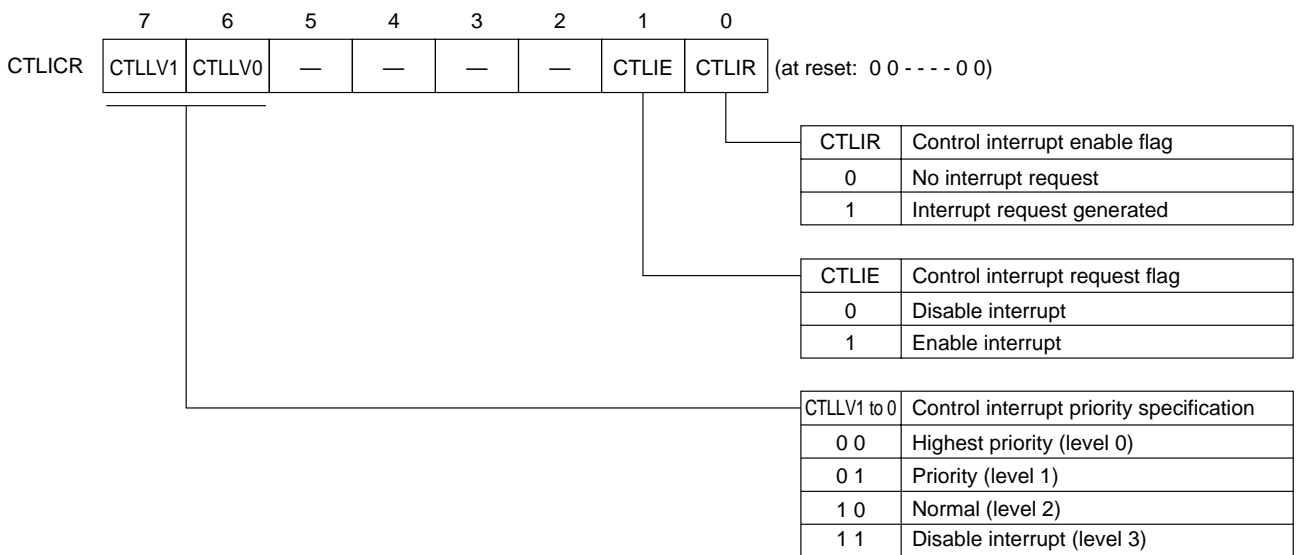 7 6 5 4 3 2 1 0
CTLICR CTLLV1 CTLLV0 — — — — CTLIE CTLIR (at reset: 0 0 - - - - 0 0)
CTLIR Control interrupt enable flag
0 No interrupt request
1 Interrupt request generated
CTLIE Control interrupt request flag
0 Disable interrupt
1 Enable interrupt
CTLLV1 to 0 Control interrupt priority specification
0 0 Highest priority (level 0)
0 1 Priority (level 1)
1 0 Normal (level 2)
1 1 Disable interrupt (level 3)